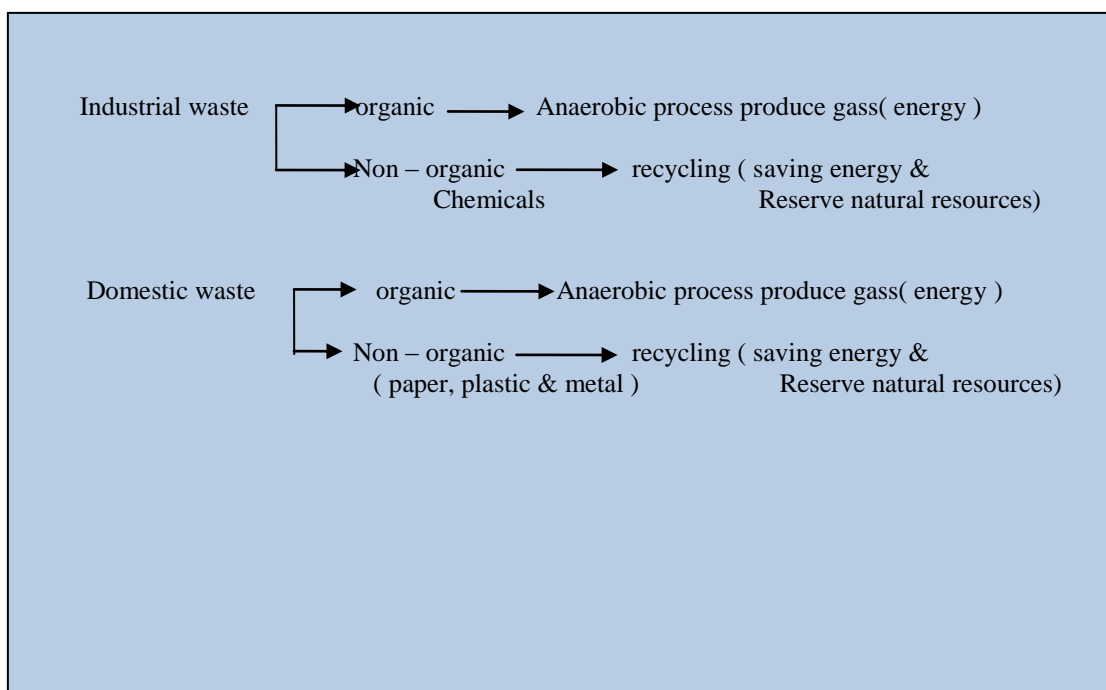 Industrial waste organic Anaerobic process produce gass( energy )
Non – organic recycling ( saving energy &
Chemicals Reserve natural resources)
Domestic waste organic Anaerobic process produce gass( energy )
Non – organic recycling ( saving energy &
( paper, plastic & metal ) Reserve natural resources)